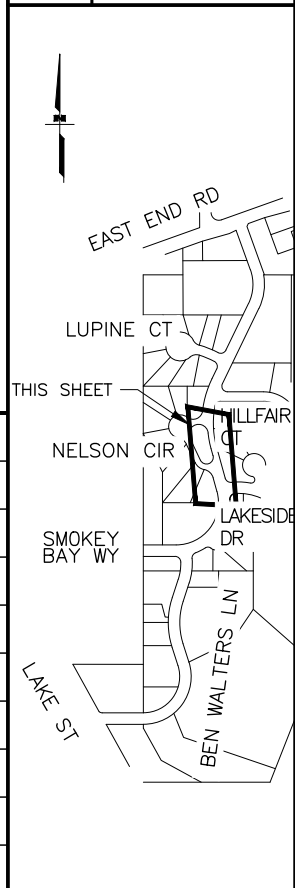 EAST END RD
LUPINE CT
THIS SHEET
HILLFAIR
CT
NELSON CIR
LAKESIDE
DR
SMOKEY
BAY WY
BEN WALTERS LN
LAKE ST